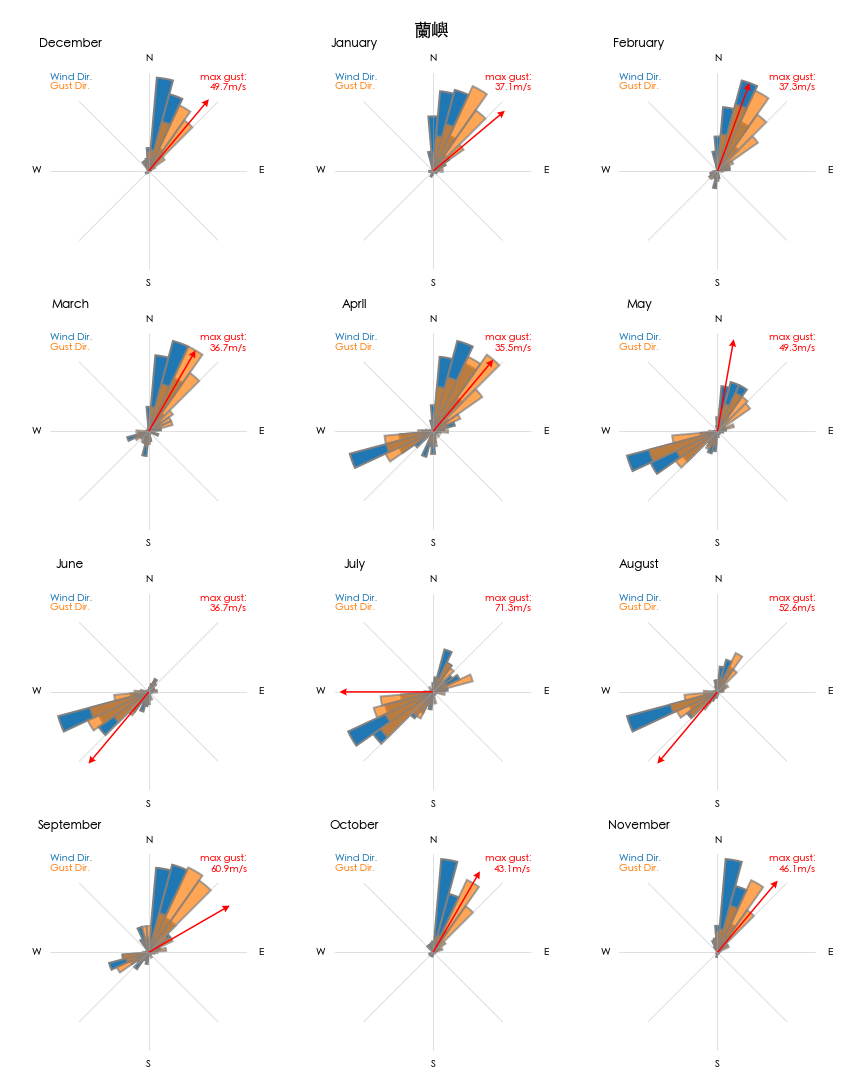 蘭嶼
December
N
Wind Dir.
Gust Dir.
max gust:
49.7m/s
W
E
S
January
N
Wind Dir.
Gust Dir.
max gust:
37.1m/s
W
E
S
February
N
Wind Dir.
Gust Dir.
max gust:
37.3m/s
W
E
S
March
N
Wind Dir.
Gust Dir.
max gust:
36.7m/s
W
E
S
April
N
Wind Dir.
Gust Dir.
max gust:
35.5m/s
W
E
S
May
N
Wind Dir.
Gust Dir.
max gust:
49.3m/s
W
E
S
June
N
Wind Dir.
Gust Dir.
max gust:
36.7m/s
W
E
S
July
N
Wind Dir.
Gust Dir.
max gust:
71.3m/s
W
E
S
August
N
Wind Dir.
Gust Dir.
max gust:
52.6m/s
W
E
S
September
N
Wind Dir.
Gust Dir.
max gust:
60.9m/s
W
E
S
October
N
Wind Dir.
Gust Dir.
max gust:
43.1m/s
W
E
S
November
N
Wind Dir.
Gust Dir.
max gust:
46.1m/s
W
E
S